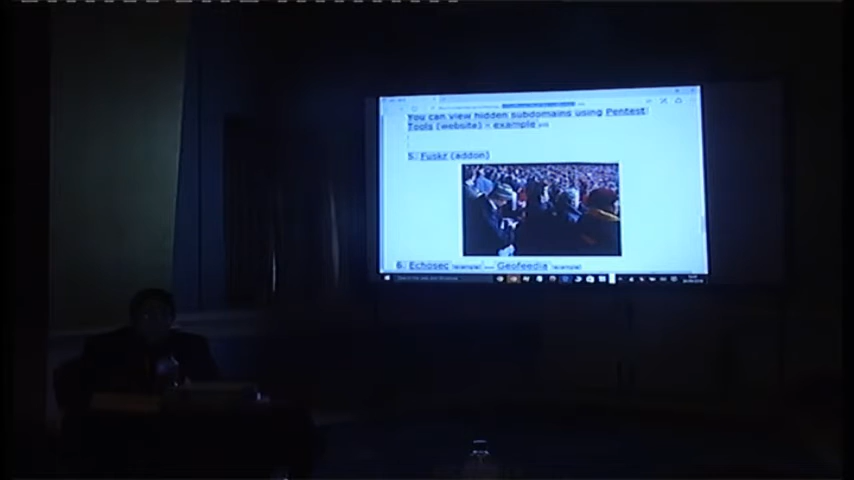 You can view hidden subdomains using Pentest
Tools (website) - example
5. Fuskr (addon)
6. Echosec (example) — Geofeedia (example)